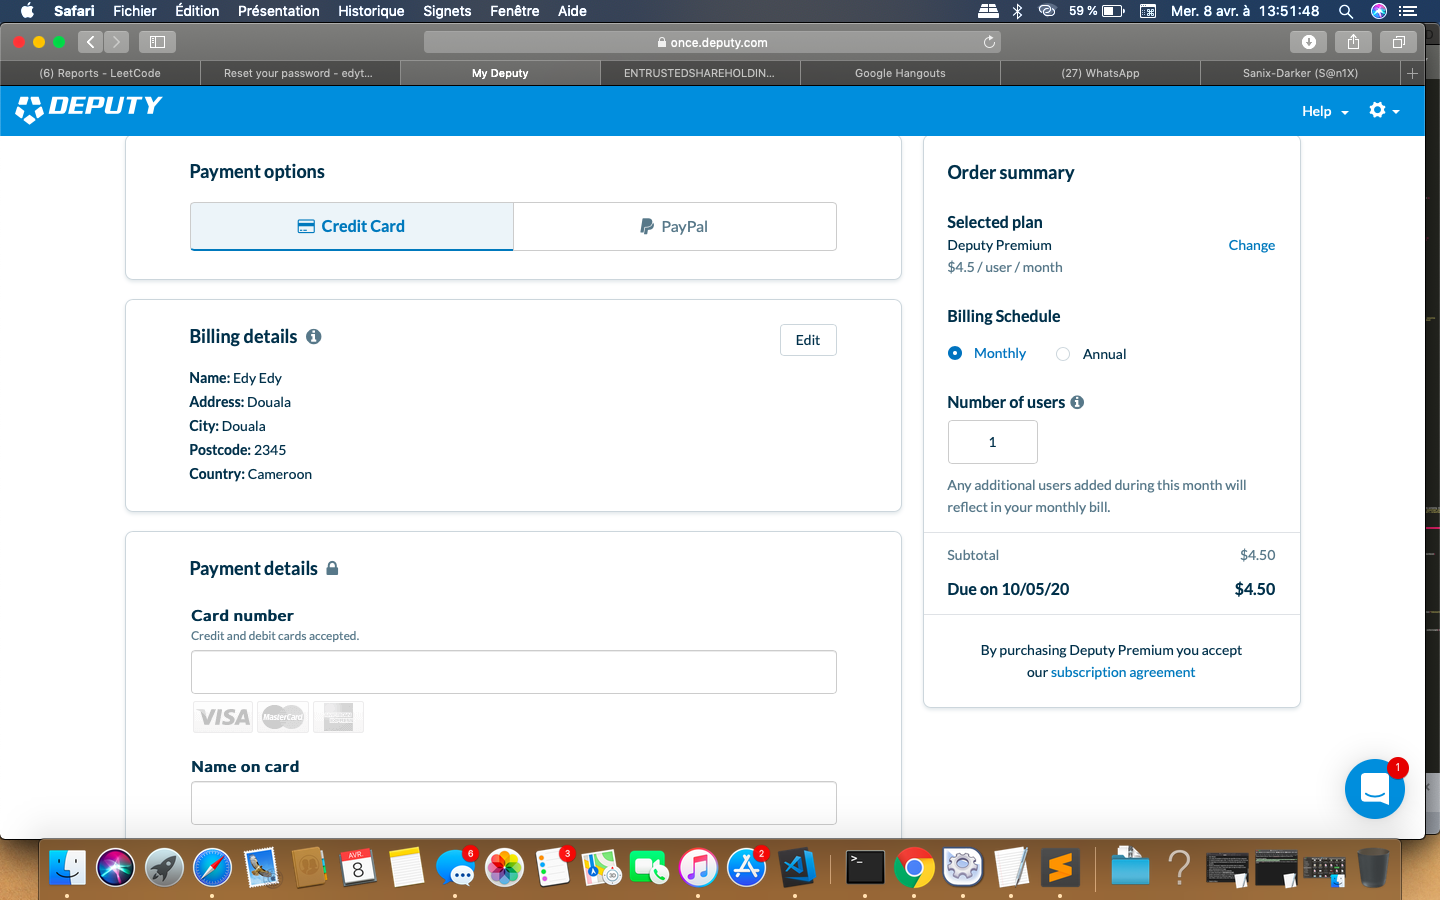 Safari Fichier Édition Présentation Historique Signets Fenêtre Aide 59 % Mer. 8 avr. à 13:51:48
once.deputy.com
(6) Reports - LeetCode Reset your password - edyt... My Deputy ENTRUSTEDSHAREHOLDIN... Google Hangouts (27) WhatsApp Sanix-Darker (S@n1X)
DEPUTY Help
Payment options
Credit Card PayPal
Billing details
Edit
Name: Edy Edy
Address: Douala
City: Douala
Postcode: 2345
Country: Cameroon
Payment details
Card number
Credit and debit cards accepted.
VISA MasterCard
Name on card
Order summary
Selected plan
Deputy Premium Change
$4.5 / user / month
Billing Schedule
Monthly Annual
Number of users
1
Any additional users added during this month will
reflect in your monthly bill.
Subtotal $4.50
Due on 10/05/20 $4.50
By purchasing Deputy Premium you accept
our subscription agreement
1
AVR.
8
6
3
2